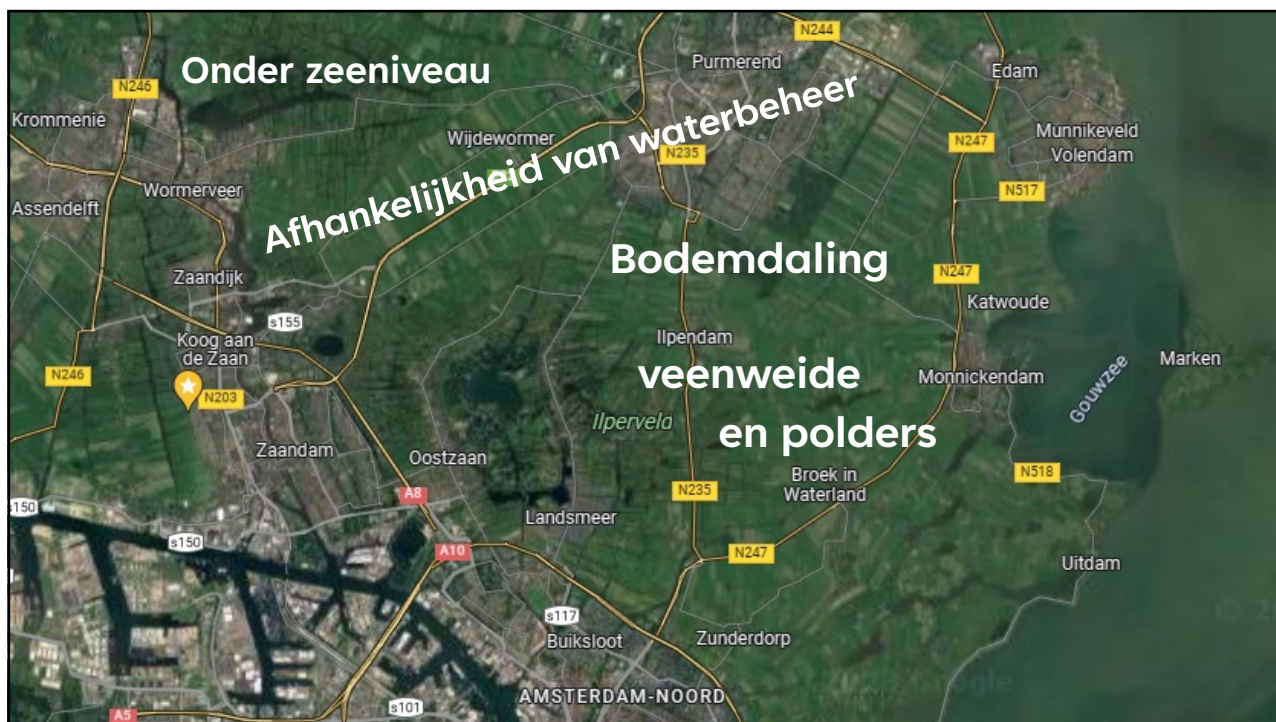 N244
Onder zeeniveau
Purmerend
Edam
N246
Krommenie
Afhankelijkheid van waterbeheer
Wijdewormer
Munnikeveld
Volendam
N247
N235
Wormerveer
N517
Assendelft
Bodemdaling
Zaandijk
N247
Katwoude
s155
Koog aan
de Zaan
Ilpendam
Marken
N246
veenweide
Monnickendam
Gouwzee
N203
Ilperveld
en polders
Zaandam
Oostzaan
Broek in
Waterland
N518
N235
A8
s150
Landsmeer
s150
A10
N247
Uitdam
s117
Buiksloot
Zunderdorp
AMSTERDAM-NOORD
s101
A5